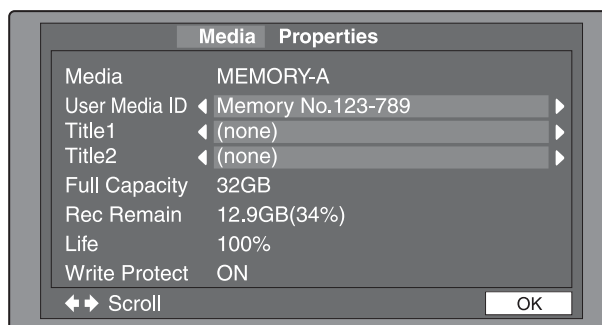 Media Properties
Media MEMORY-A
User Media ID Memory No.123-789
Title1 (none)
Title2 (none)
Full Capacity 32GB
Rec Remain 12.9GB(34%)
Life 100%
Write Protect ON
Scroll OK